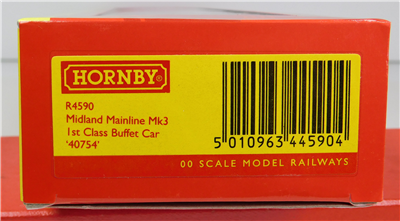 HORNBY
R4590
Midland Mainline Mk3
1st Class Buffet Car
'40754'
5 010963 445904
00 SCALE MODEL RAILWAYS